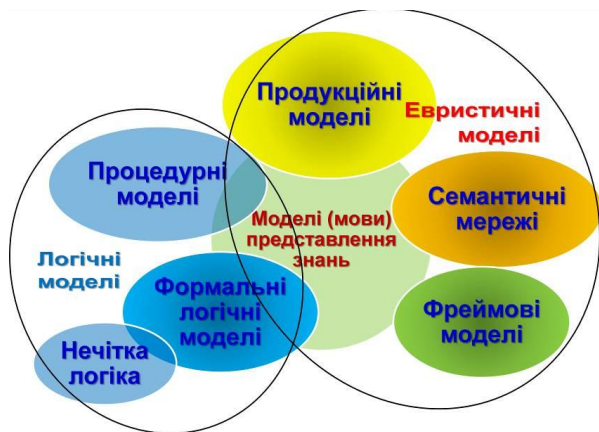 Продукційні
моделі
Евристичні
моделі
Процедурні
моделі
Семантичні
мережі
Моделі (мови)
представлення
знань
Логічні
моделі
Формальні
логічні
моделі
Фреймові
моделі
Нечітка
логіка